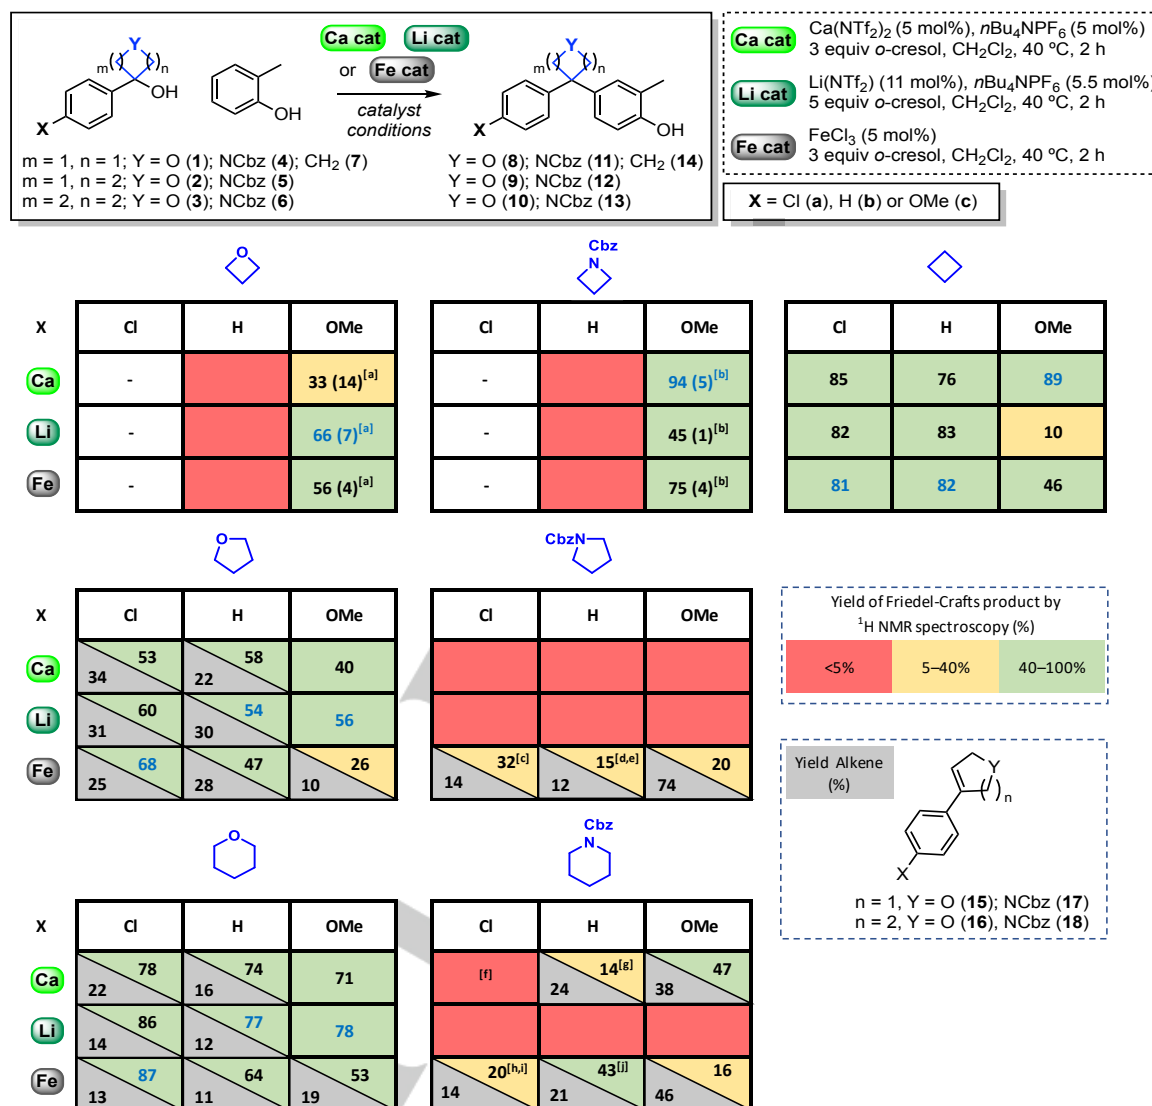 Y
m
n
OH
X
OH
Ca cat Li cat
or Fe cat
catalyst
conditions
Y
m
n
X
OH
m = 1, n = 1; Y = O (1); NCbz (4); CH2 (7)
m = 1, n = 2; Y = O (2); NCbz (5)
m = 2, n = 2; Y = O (3); NCbz (6)
Y = O (8); NCbz (11); CH2 (14)
Y = O (9); NCbz (12)
Y = O (10); NCbz (13)
Ca cat
Ca(NTf2)2 (5 mol%), nBu4NPF6 (5 mol%)
3 equiv o-cresol, CH2Cl2, 40 ºC, 2 h
Li cat
Li(NTf2) (11 mol%), nBu4NPF6 (5.5 mol%)
5 equiv o-cresol, CH2Cl2, 40 ºC, 2 h
Fe cat
FeCl3 (5 mol%)
3 equiv o-cresol, CH2Cl2, 40 ºC, 2 h
X = Cl (a), H (b) or OMe (c)
O
X Cl H OMe
Ca - 33 (14)[a]
Li - 66 (7)[a]
Fe - 56 (4)[a]
Cbz
N
Cl H OMe
- 94 (5)[b]
- 45 (1)[b]
- 75 (4)[b]
Cl H OMe
85 76 89
82 83 10
81 82 46
O
X Cl H OMe
Ca 53 34 58 22 40
Li 60 31 54 30 56
Fe 68 25 47 28 26 10
CbzN
Cl H OMe
32[c] 14 15[d,e] 12 20 74
Yield of Friedel-Crafts product by
1H NMR spectroscopy (%)
<5% 5–40% 40–100%
Yield Alkene
(%)
Y
n
X
n = 1, Y = O (15); NCbz (17)
n = 2, Y = O (16), NCbz (18)
O
X Cl H OMe
Ca 78 22 74 16 71
Li 86 14 77 12 78
Fe 87 13 64 11 53 19
Cbz
N
Cl H OMe
[f] 14[g] 24 47 38
20[h,i] 14 43[j] 21 16 46